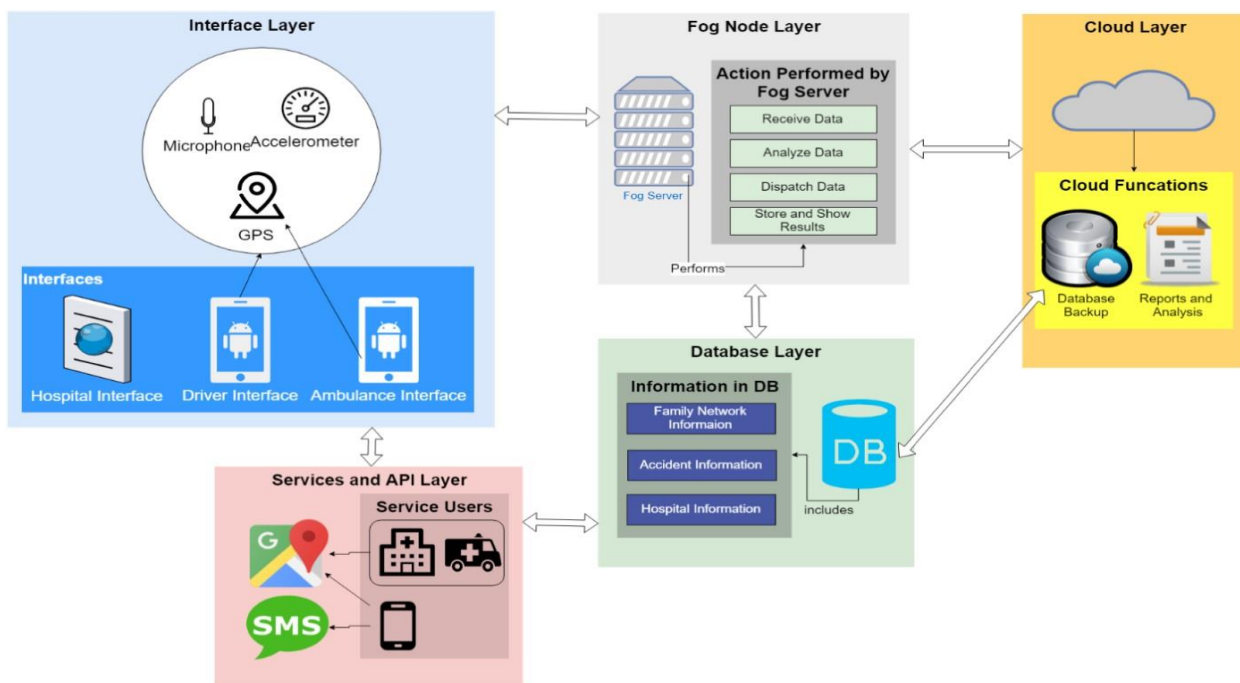 Interface Layer
Microphone
Accelerometer
GPS
Interfaces
Hospital Interface
Driver Interface
Ambulance Interface
Fog Node Layer
Fog Server
Action Performed by
Fog Server
Receive Data
Analyze Data
Dispatch Data
Store and Show
Results
Performs
Cloud Layer
Cloud Funcations
Database
Backup
Reports and
Analysis
Database Layer
Information in DB
Family Network
Informaion
Accident Information
Hospital Information
DB
includes
Services and API Layer
Service Users
G
SMS